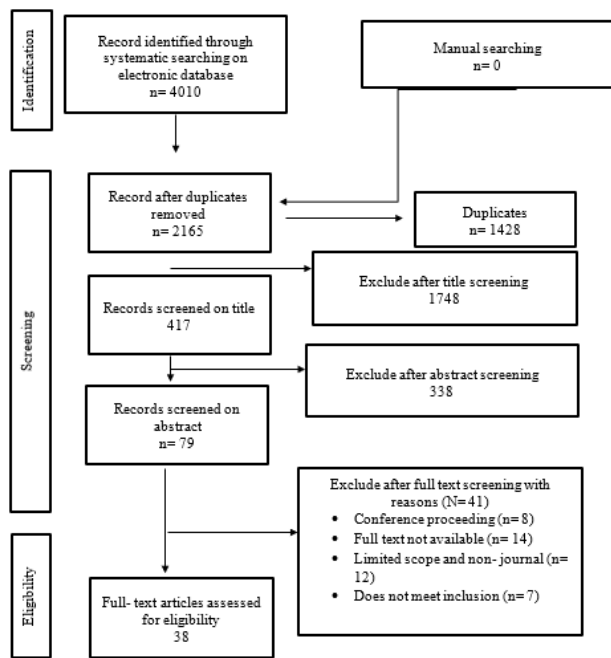 Identification
Record identified through
systematic searching on
electronic database
n= 4010
Manual searching
n= 0
Screening
Record after duplicates
removed
n= 2165
Duplicates
n= 1428
Exclude after title screening
1748
Records screened on title
417
Exclude after abstract screening
338
Records screened on
abstract
n= 79
Exclude after full text screening with
reasons (N= 41)
• Conference proceeding (n= 8)
• Full text not available (n= 14)
• Limited scope and non- journal (n=
12)
• Does not meet inclusion (n= 7)
Eligibility
Full- text articles assessed
for eligibility
38